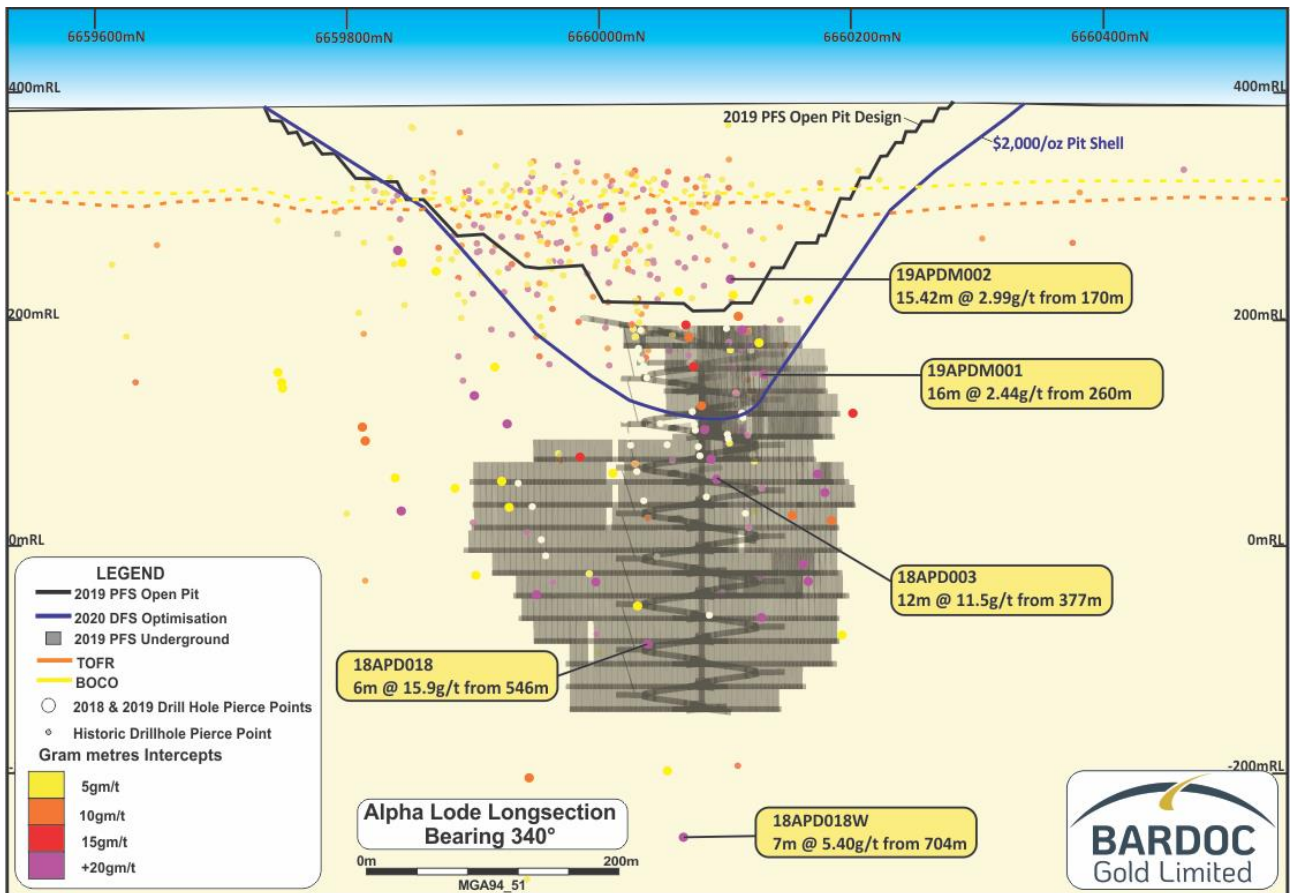 6659600mN
6659800mN
6660000mN
6660200mN
6660400mN
400mRL
400mRL
2019 PFS Open Pit Design
$2,000/oz Pit Shell
19APDM002
15.42m @ 2.99g/t from 170m
200mRL
200mRL
19APDM001
16m @ 2.44g/t from 260m
0mRL
0mRL
18APD003
12m @ 11.5g/t from 377m
18APD018
6m @ 15.9g/t from 546m
LEGEND
2019 PFS Open Pit
2020 DFS Optimisation
2019 PFS Underground
TOFR
BOCO
2018 & 2019 Drill Hole Pierce Points
Historic Drillhole Pierce Point
Gram metres Intercepts
5gm/t
10gm/t
15gm/t
+20gm/t
-200mRL
Alpha Lode Longsection
Bearing 340°
0m
200m
MGA94_51
18APD018W
7m @ 5.40g/t from 704m
BARDOC
Gold Limited